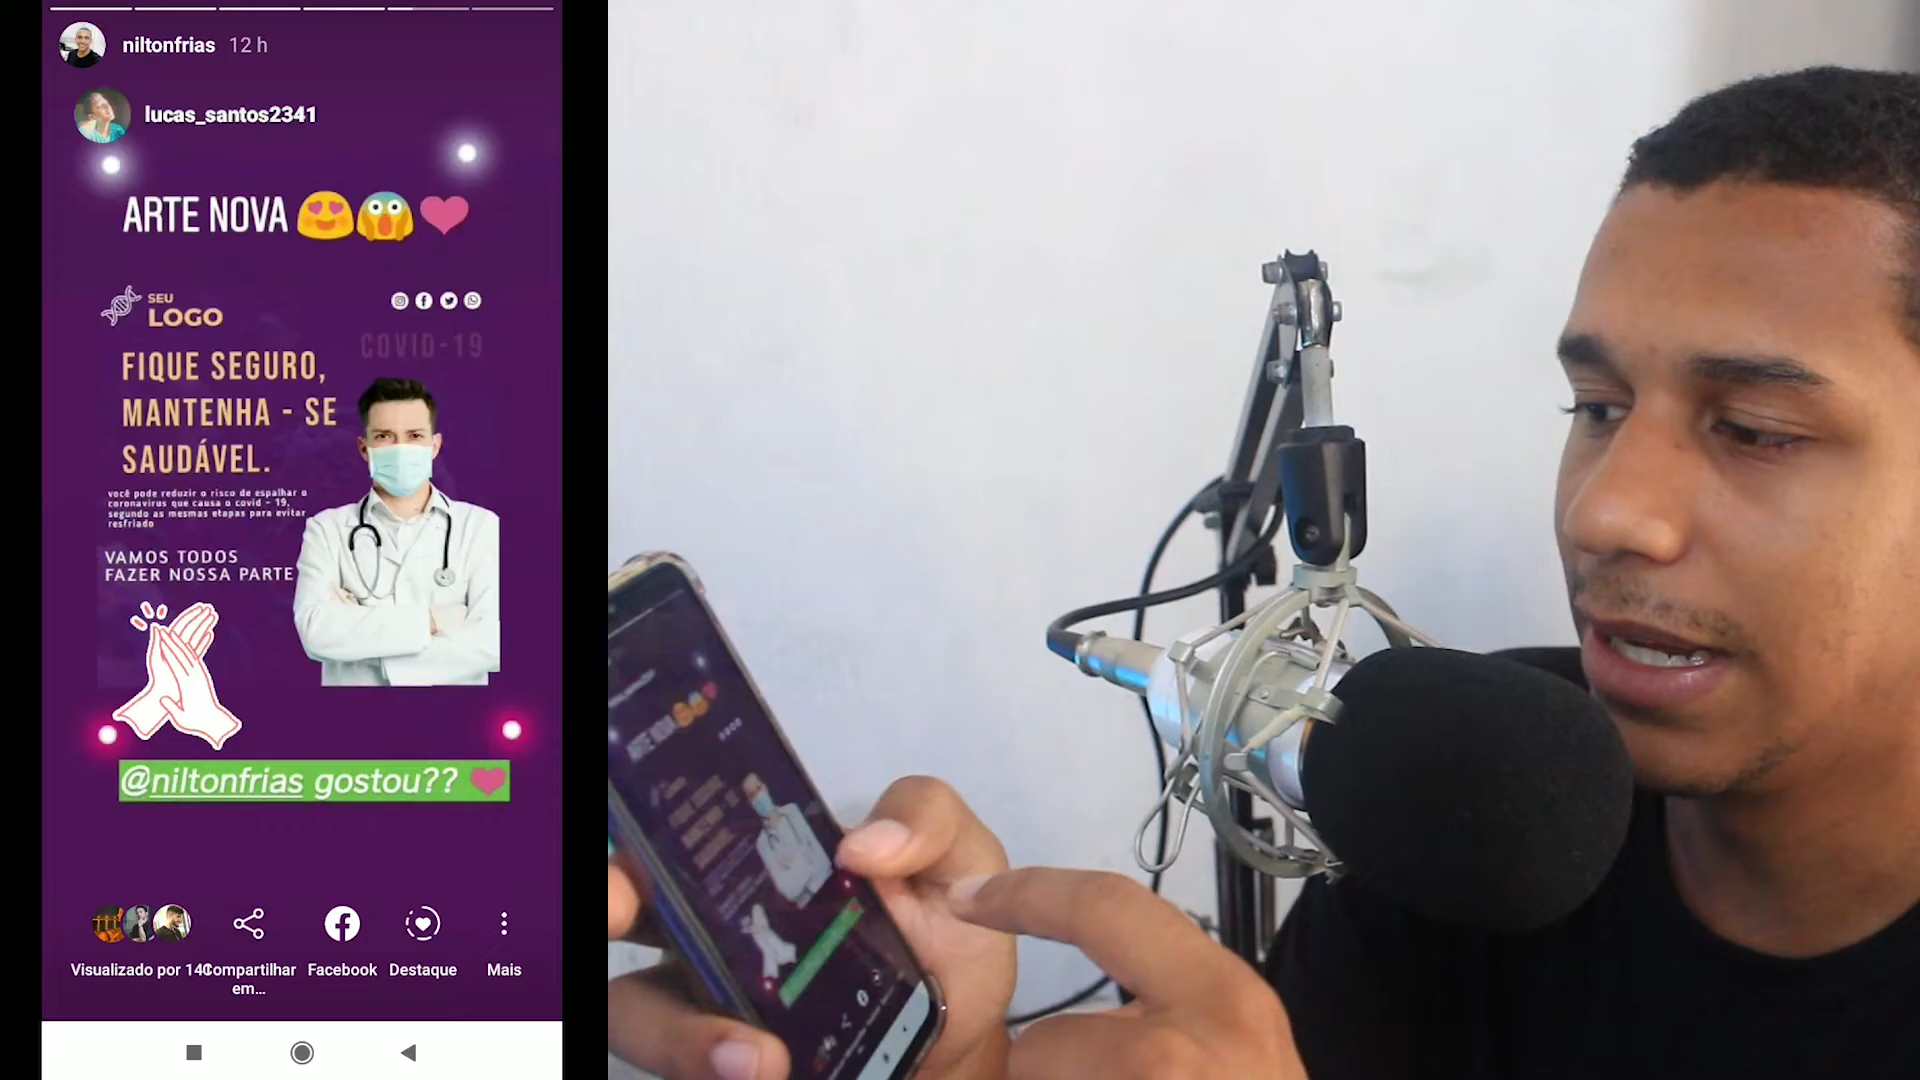 niltonfrias 12 h
lucas_santos2341
ARTE NOVA
SEU
LOGO
COVID-19
FIQUE SEGURO,
MANTENHA - SE
SAUDÁVEL.
você pode reduzir o risco de espalhar o
coronavirus que causa o covid - 19,
segundo as mesmas etapas para evitar
resfriado
VAMOS TODOS
FAZER NOSSA PARTE
@niltonfrias gostou??
Visualizado por 140
Compartilhar
em...
Facebook
Destaque
Mais